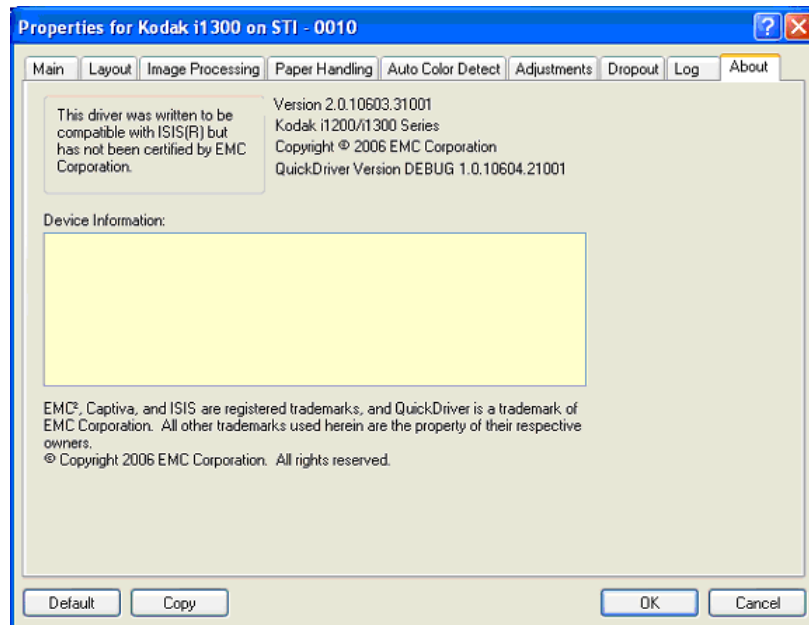 Properties for Kodak i1300 on STI - 0010
Main Layout Image Processing Paper Handling Auto Color Detect Adjustments Dropout Log About
This driver was written to be
compatible with ISIS(R) but
has not been certified by EMC
Corporation.
Version 2.0.10603.31001
Kodak i1200/i1300 Series
Copyright © 2006 EMC Corporation
QuickDriver Version DEBUG 1.0.10604.21001
Device Information:
EMC², Captiva, and ISIS are registered trademarks, and QuickDriver is a trademark of
EMC Corporation. All other trademarks used herein are the property of their respective
owners.
© Copyright 2006 EMC Corporation. All rights reserved.
Default Copy OK Cancel